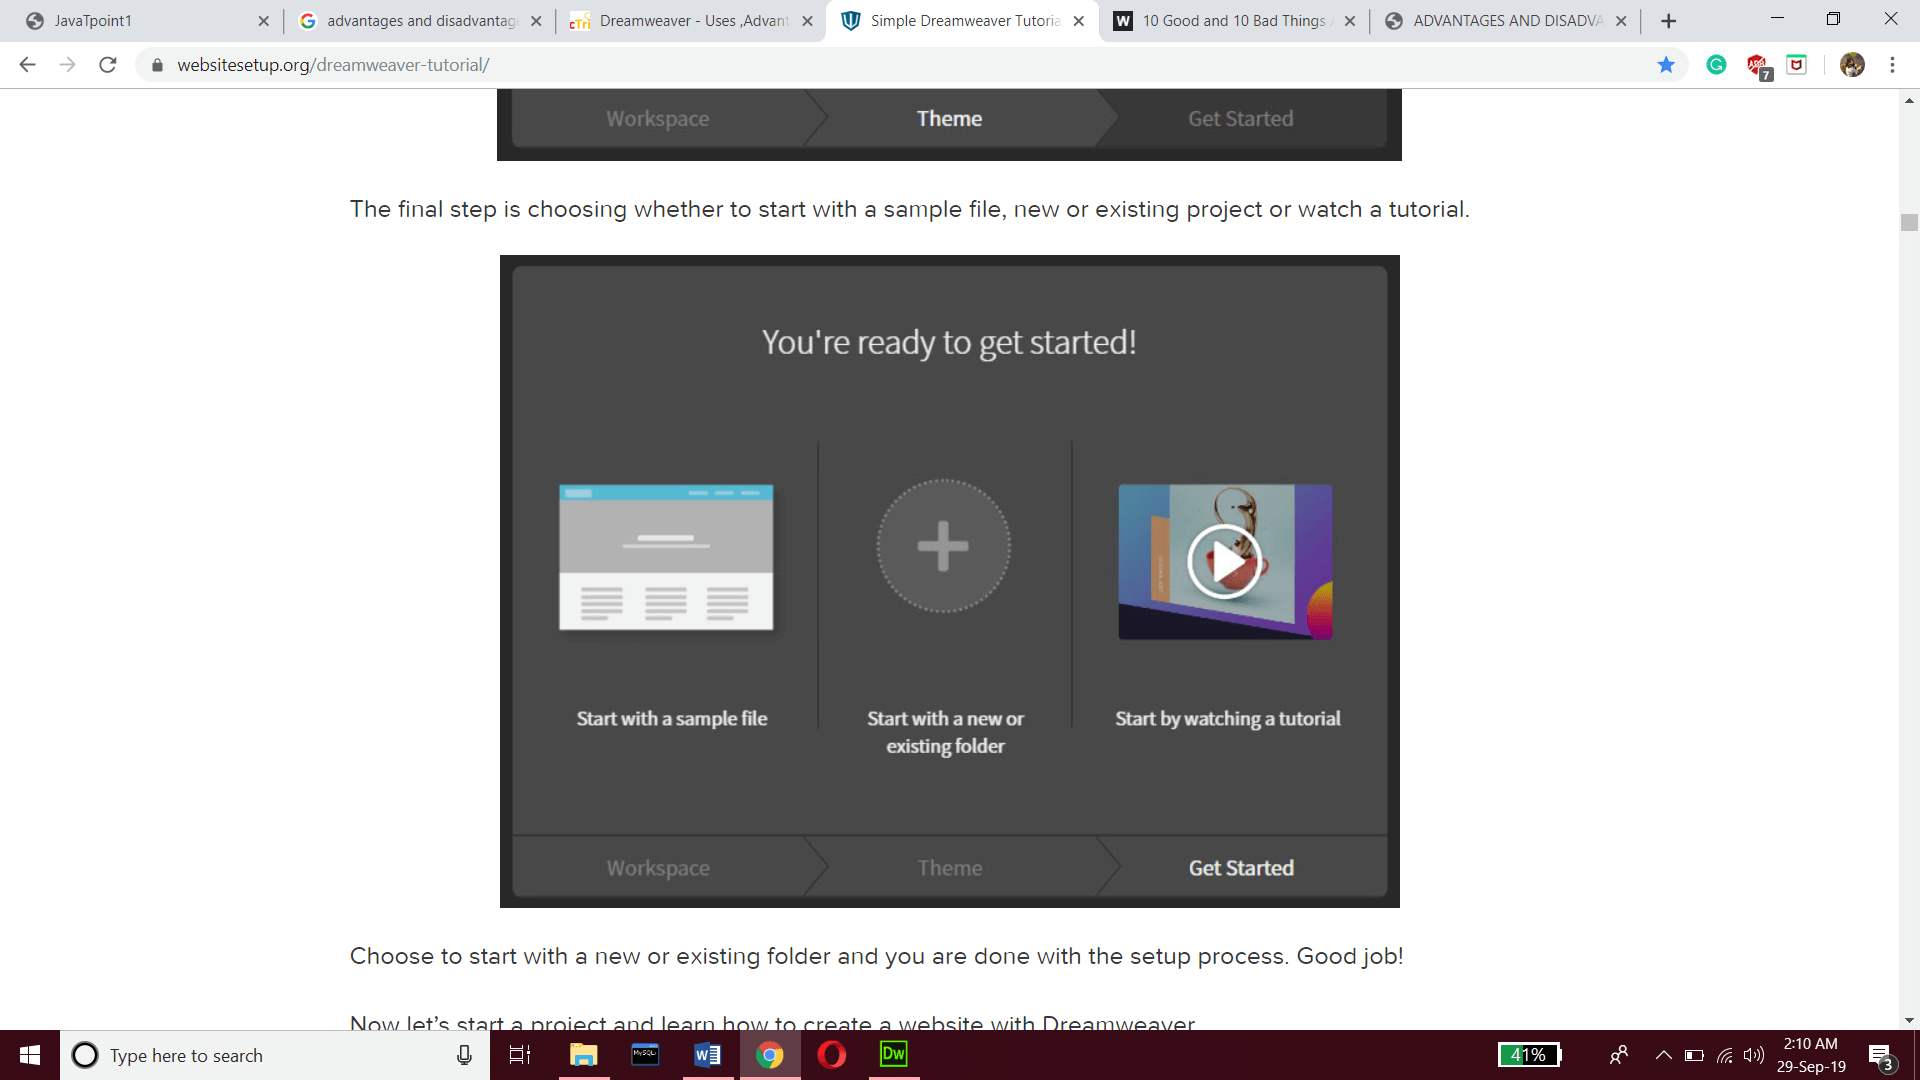 JavaTpoint1
advantages and disadvantage
Dreamweaver - Uses ,Advant
Simple Dreamweaver Tutoria
10 Good and 10 Bad Things
ADVANTAGES AND DISADVA
websitesetup.org/dreamweaver-tutorial/
7
Workspace
Theme
Get Started
The final step is choosing whether to start with a sample file, new or existing project or watch a tutorial.
You're ready to get started!
Start with a sample file
Start with a new or
existing folder
Start by watching a tutorial
Workspace
Theme
Get Started
Choose to start with a new or existing folder and you are done with the setup process. Good job!
Now let's start a project and learn how to create a website with Dreamweaver
Type here to search
MySQL
W
Dw
41%
2:10 AM
29-Sep-19
3